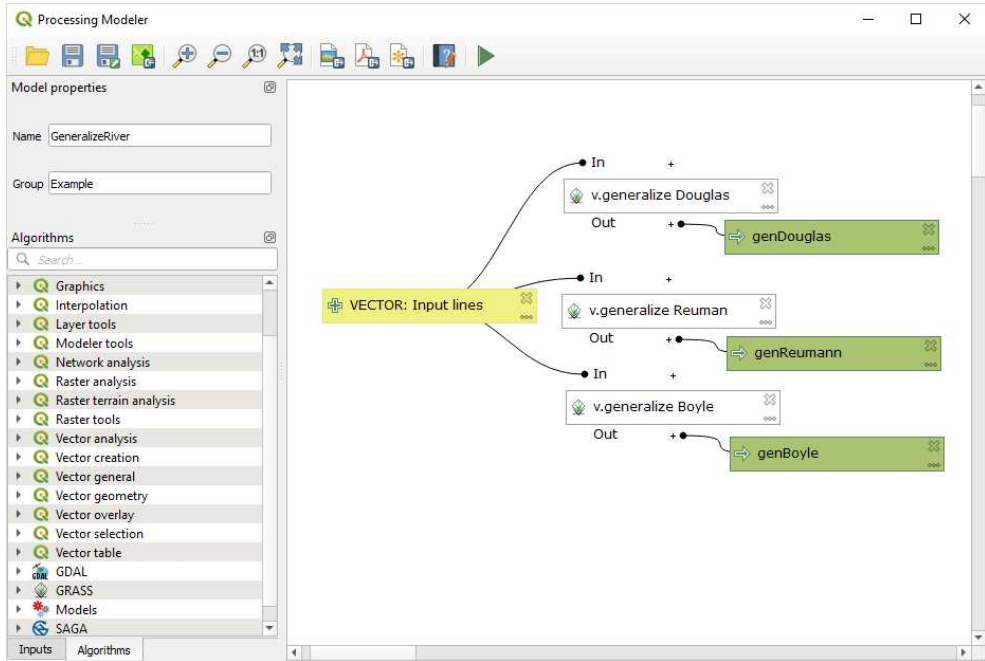 Processing Modeler
1:1
Model properties
Name GeneralizeRiver
Group Example
Algorithms
Search...
Graphics
Interpolation
Layer tools
Modeler tools
Network analysis
Raster analysis
Raster terrain analysis
Raster tools
Vector analysis
Vector creation
Vector general
Vector geometry
Vector overlay
Vector selection
Vector table
GDAL GDAL
GRASS
Models
SAGA
Inputs Algorithms
VECTOR: Input lines
In +
v.generalize Douglas
Out +
genDouglas
In +
v.generalize Reuman
Out +
genReumann
In +
v.generalize Boyle
Out +
genBoyle